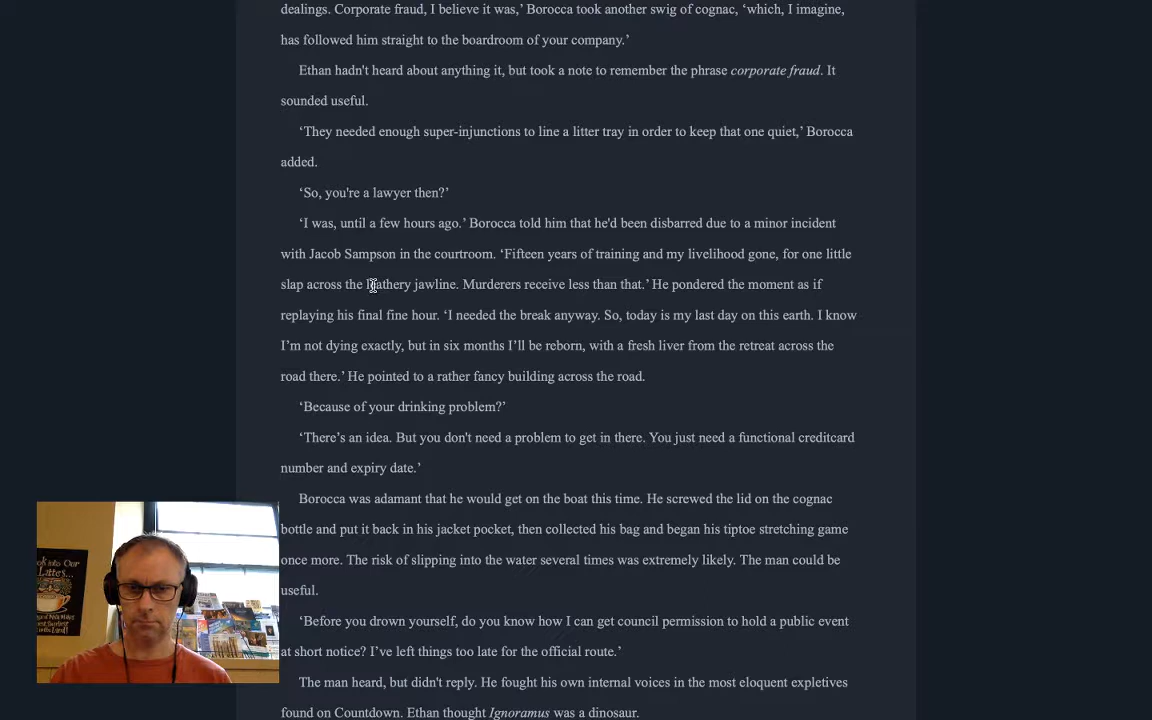 dealings. Corporate fraud, I believe it was,’ Borocca took another swig of cognac, ‘which, I imagine,
has followed him straight to the boardroom of your company.’
Ethan hadn't heard about anything it, but took a note to remember the phrase corporate fraud. It
sounded useful.
‘They needed enough super-injunctions to line a litter tray in order to keep that one quiet,’ Borocca
added.
‘So, you're a lawyer then?’
‘I was, until a few hours ago.’ Borocca told him that he'd been disbarred due to a minor incident
with Jacob Sampson in the courtroom. ‘Fifteen years of training and my livelihood gone, for one little
slap across the leathery jawline. Murderers receive less than that.’ He pondered the moment as if
replaying his final fine hour. ‘I needed the break anyway. So, today is my last day on this earth. I know
I’m not dying exactly, but in six months I’ll be reborn, with a fresh liver from the retreat across the
road there.’ He pointed to a rather fancy building across the road.
‘Because of your drinking problem?’
‘There’s an idea. But you don't need a problem to get in there. You just need a functional creditcard
number and expiry date.’
Borocca was adamant that he would get on the boat this time. He screwed the lid on the cognac
bottle and put it back in his jacket pocket, then collected his bag and began his tiptoe stretching game
once more. The risk of slipping into the water several times was extremely likely. The man could be
useful.
‘Before you drown yourself, do you know how I can get council permission to hold a public event
at short notice? I’ve left things too late for the official route.’
The man heard, but didn't reply. He fought his own internal voices in the most eloquent expletives
found on Countdown. Ethan thought Ignoramus was a dinosaur.
into Our
Lattes...